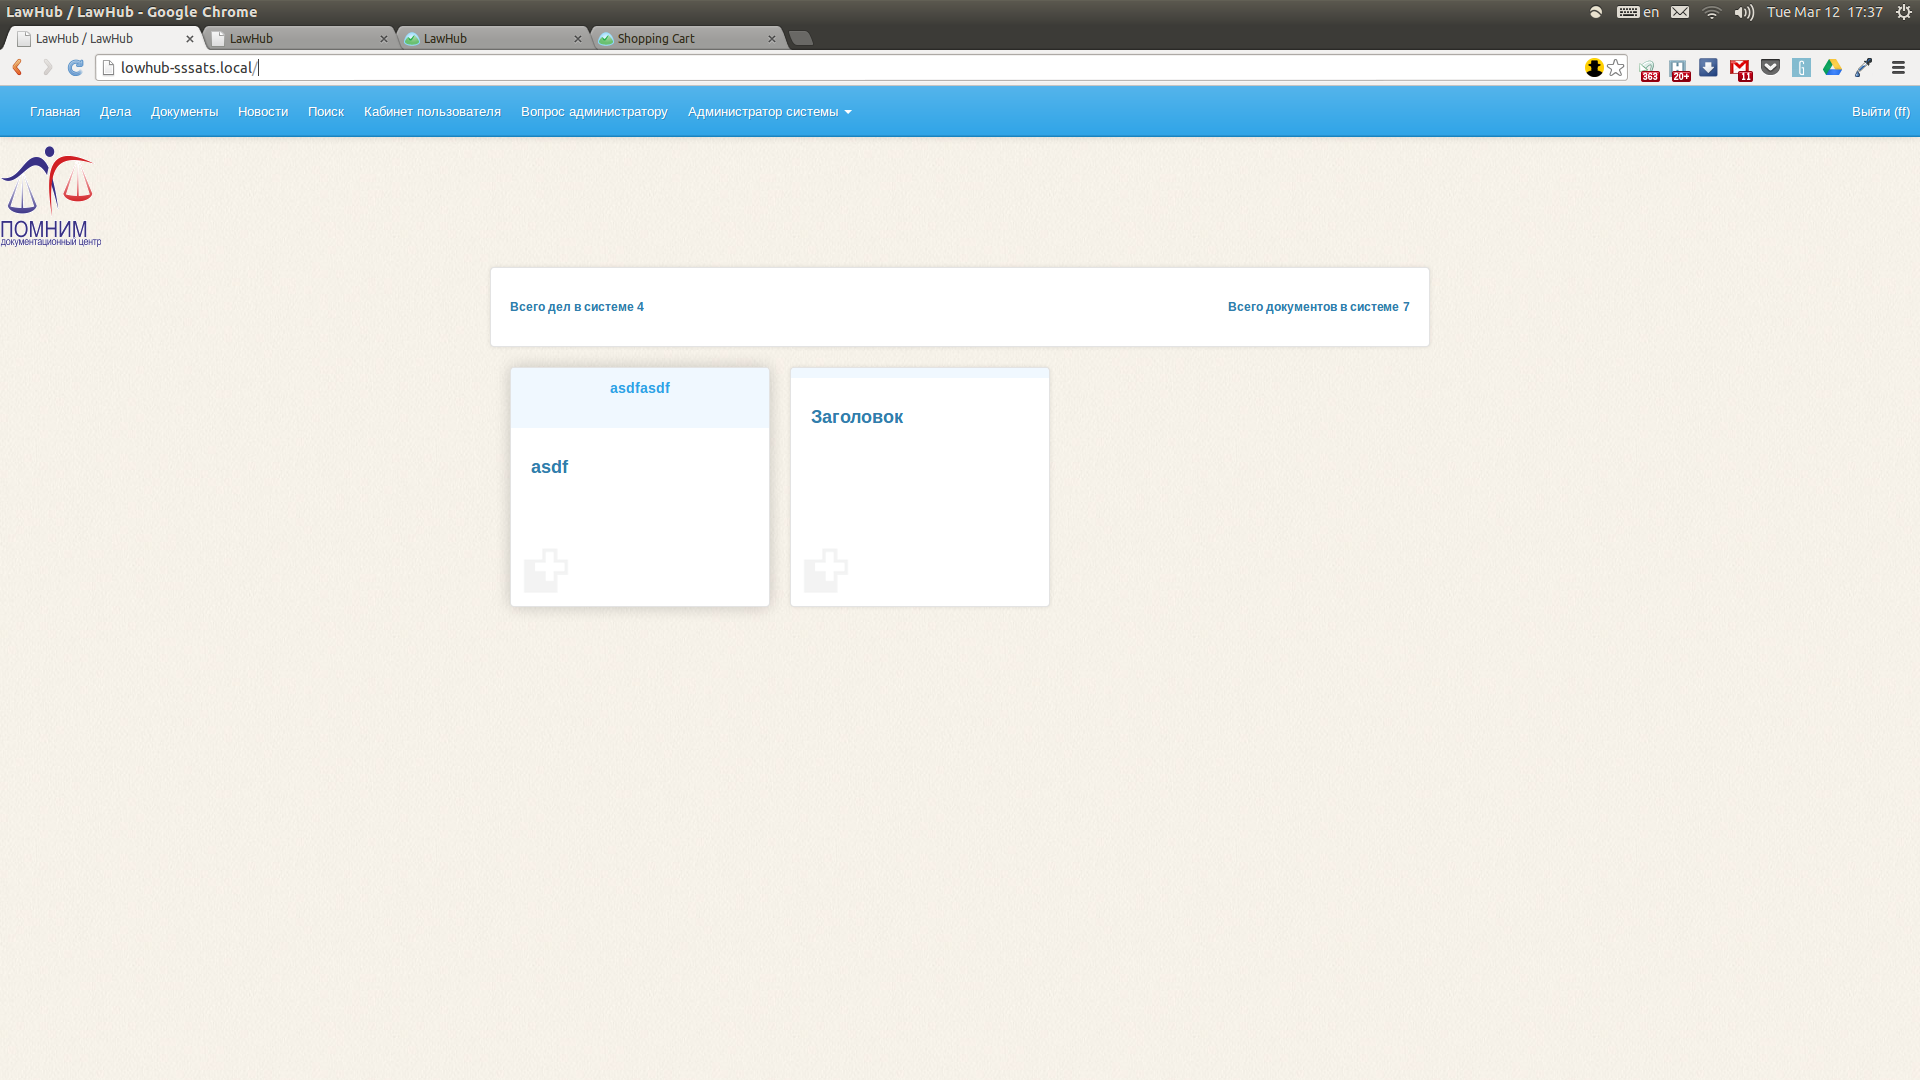 LawHub / LawHub - Google Chrome
en
Tue Mar 12 17:37
LawHub / LawHub
LawHub
LawHub
Shopping Cart
lowhub-sssats.local/
363
20+
11
Главная Дела Документы Новости Поиск Кабинет пользователя Вопрос администратору Администратор системы
Выйти (ff)
ПОМНИМ
документационный центр
Всего дел в системе 4
Всего документов в системе 7
asdfasdf
asdf
Заголовок